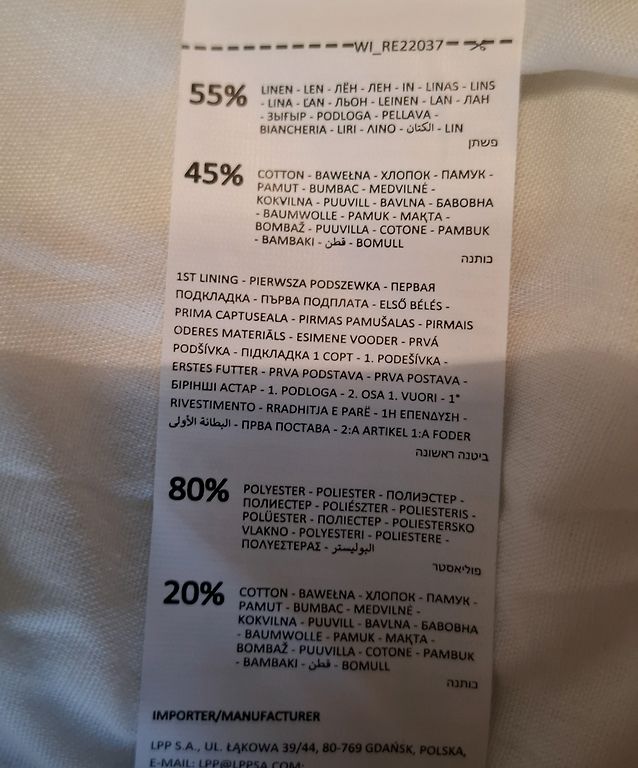 WI_RE22037
55% LINEN - LEN - ЛЁН - ЛЕН - IN - LINAS - LINS
- LINA - ĽAN - ЛЬОН - LEINEN - LAN - ЛАН
- ЗЫҒЫР - PODLOGA - PELLAVA -
BIANCHERIA - LIRI - ΛΙΝΟ - الكتان - LIN
פשתן
45% COTTON - BAWEŁNA - ХЛОПОК - ПАМУК -
PAMUT - BUMBAC - MEDVILNĖ -
KOKVILNA - PUUVILL - BAVLNA - БАВОВНА
- BAUMWOLLE - PAMUK - МАҚТА -
BOMBAŽ - PUUVILLA - COTONE - PAMBUK
- BAMBAKI - قطن - BOMULL
כותנה
1ST LINING - PIERWSZA PODSZEWKA - ПЕРВАЯ
ПОДКЛАДКА - ПЪРВА ПОДПЛАТА - ELSŐ BÉLÉS -
PRIMA CAPTUSEALA - PIRMAS PAMUŠALAS - PIRMAIS
ODERES MATERIĀLS - ESIMENE VOODER - PRVÁ
PODŠÍVKA - ПІДКЛАДКА 1 СОРТ - 1. PODEŠÍVKA -
ERSTES FUTTER - PRVA PODSTAVA - PRVA POSTAVA -
БІРІНШІ АСТАР - 1. PODLOGA - 2. OSA 1. VUORI - 1°
RIVESTIMENTO - RRADHITJA E PARË - 1Η ΕΠΕΝΔΥΣΗ -
البطانة الأولى - ПРВА ПОСТАВА - 2:A ARTIKEL 1:A FODER
ביטנה ראשונה
80% POLYESTER - POLIESTER - ПОЛИЭСТЕР -
ПОЛИЕСТЕР - POLIÉSZTER - POLIESTERIS -
POLÜESTER - ПОЛІЕСТЕР - POLIESTERSKO
VLAKNO - POLYESTERI - POLIESTERE -
ΠΟΛΥΕΣΤΕΡΑΣ - البوليستر
פוליאסטר
20% COTTON - BAWEŁNA - ХЛОПОК - ПАМУК -
PAMUT - BUMBAC - MEDVILNĖ -
KOKVILNA - PUUVILL - BAVLNA - БАВОВНА
- BAUMWOLLE - PAMUK - МАҚТА -
BOMBAŽ - PUUVILLA - COTONE - PAMBUK
- BAMBAKI - قطن - BOMULL
כותנה
IMPORTER/MANUFACTURER
LPP S.A., UL. ŁĄKOWA 39/44, 80-769 GDAŃSK, POLSKA,
E-MAIL: LPP@LPPSA.COM;